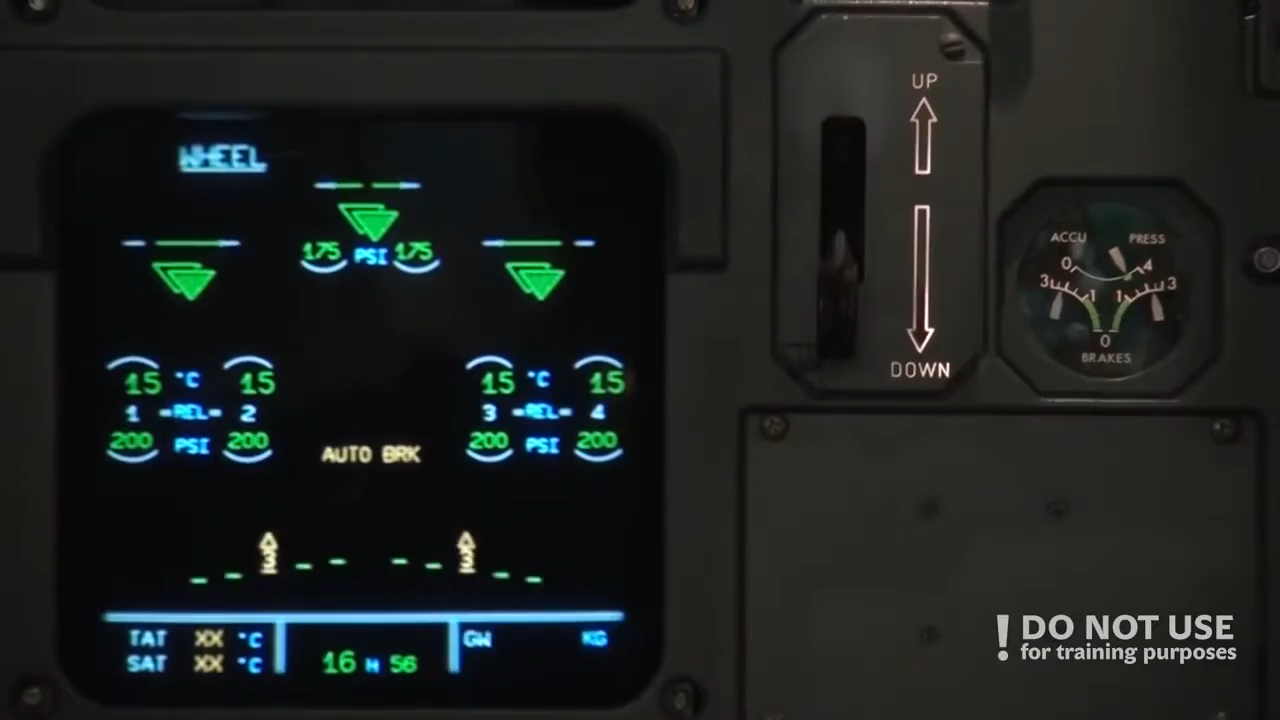 WHEEL
175 PSI 175
15 °C 15
1 -REL- 2
200 PSI 200
15 °C 15
3 -REL- 4
200 PSI 200
AUTO BRK
3
3
TAT XX °C
SAT XX °C
16 H 56
GW KG
UP
DOWN
ACCU PRESS
0 4
3 1 1 3
0
BRAKES
! DO NOT USE
for training purposes